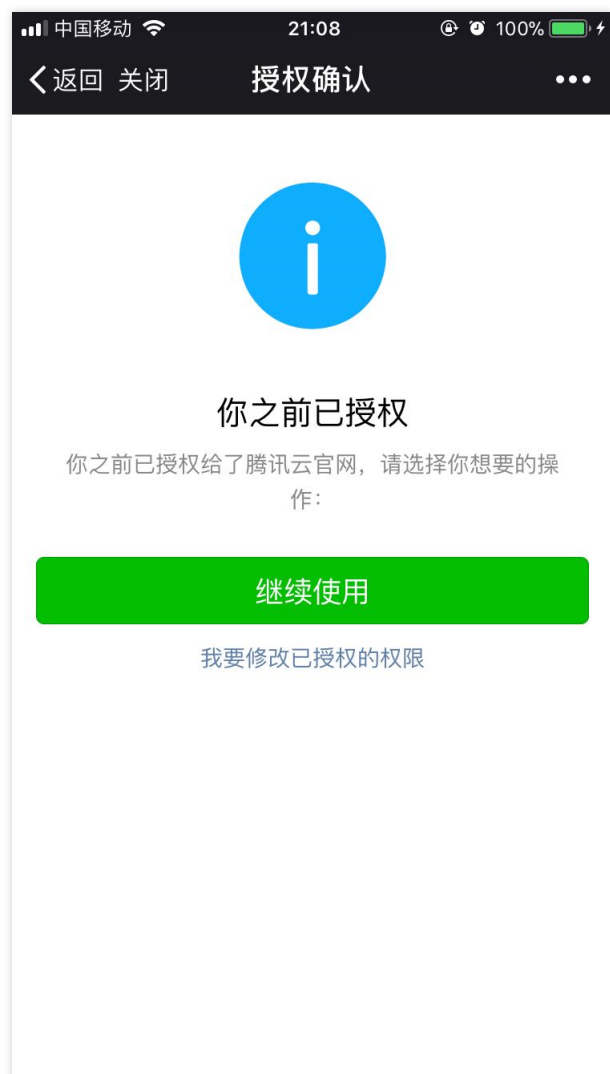 中国移动 21:08 100%
返回 关闭 授权确认
你之前已授权
你之前已授权给了腾讯云官网，请选择你想要的操
作：
继续使用
我要修改已授权的权限